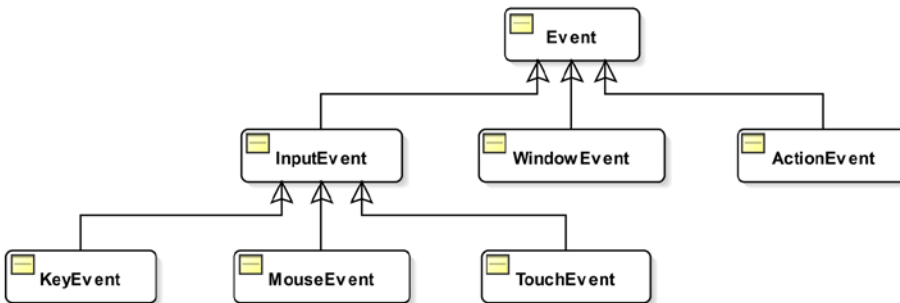 Event
InputEvent
WindowEvent
ActionEvent
KeyEvent
MouseEvent
TouchEvent